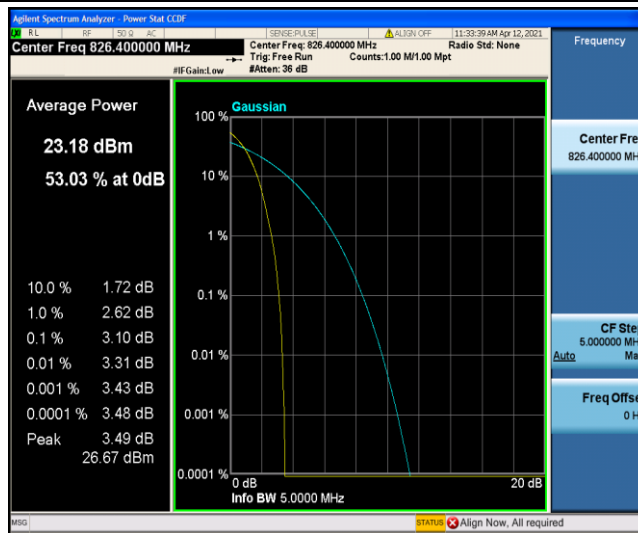 Agilent Spectrum Analyzer - Power Stat CCDF
RL RF 50 Ω AC SENSE:PULSE ALIGN OFF 11:33:39 AM Apr 12, 2021
Center Freq 826.400000 MHz
Center Freq: 826.400000 MHz Radio Std: None
Trig: Free Run Counts:1.00 M/1.00 Mpt
#IFGain:Low #Atten: 36 dB
Frequency
Average Power
23.18 dBm
53.03 % at 0dB
10.0 % 1.72 dB
1.0 % 2.62 dB
0.1 % 3.10 dB
0.01 % 3.31 dB
0.001 % 3.43 dB
0.0001 % 3.48 dB
Peak 3.49 dB
26.67 dBm
Gaussian
100 %
10 %
1 %
0.1 %
0.01 %
0.001 %
0.0001 %
0 dB 20 dB
Info BW 5.0000 MHz
Center Fre
826.400000 MH
CF Ste
5.000000 MH
Auto Ma
Freq Offse
0 H
MSG STATUS Align Now, All required